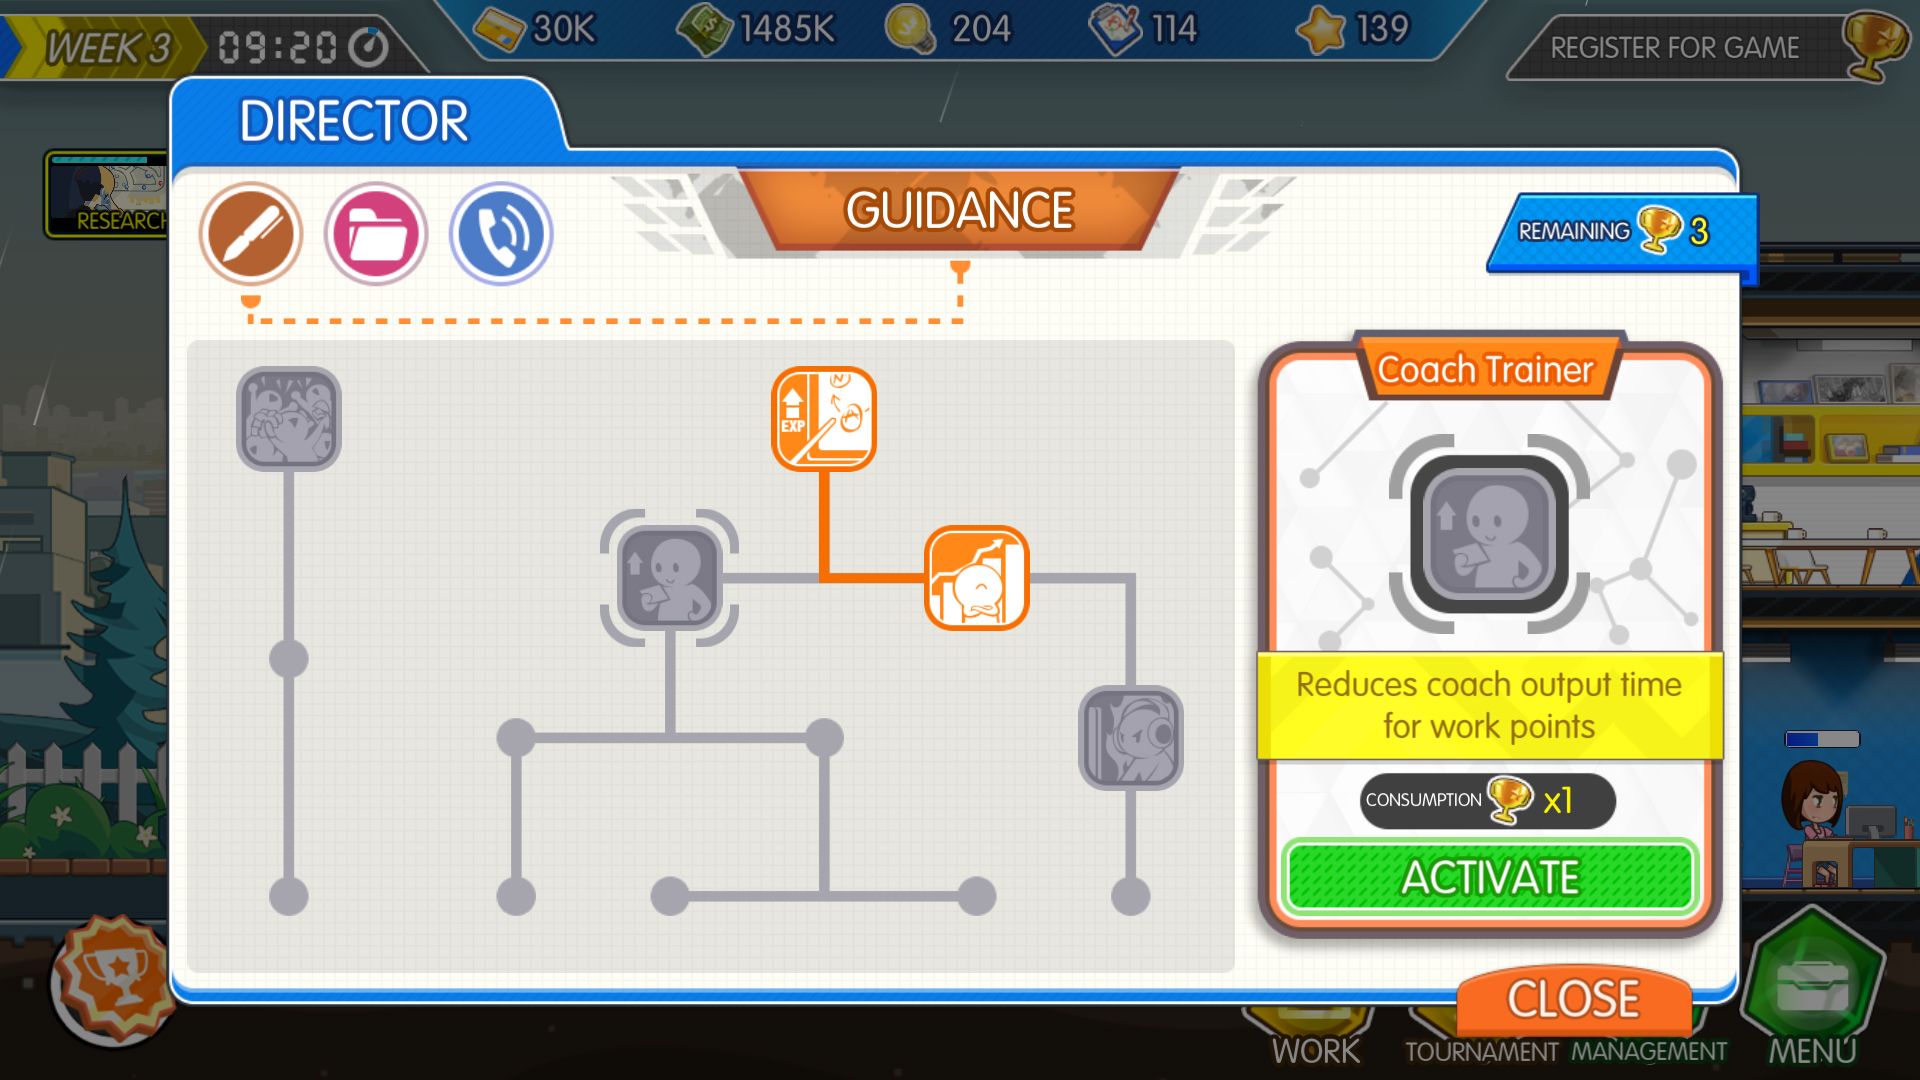 WEEK 3
09:20
30K
1485K
204
114
139
REGISTER FOR GAME
DIRECTOR
RESEARCH
GUIDANCE
REMAINING 3
Coach Trainer
EXP
N
Reduces coach output time
for work points
CONSUMPTION x1
ACTIVATE
CLOSE
WORK
TOURNAMENT
MANAGEMENT
MENU